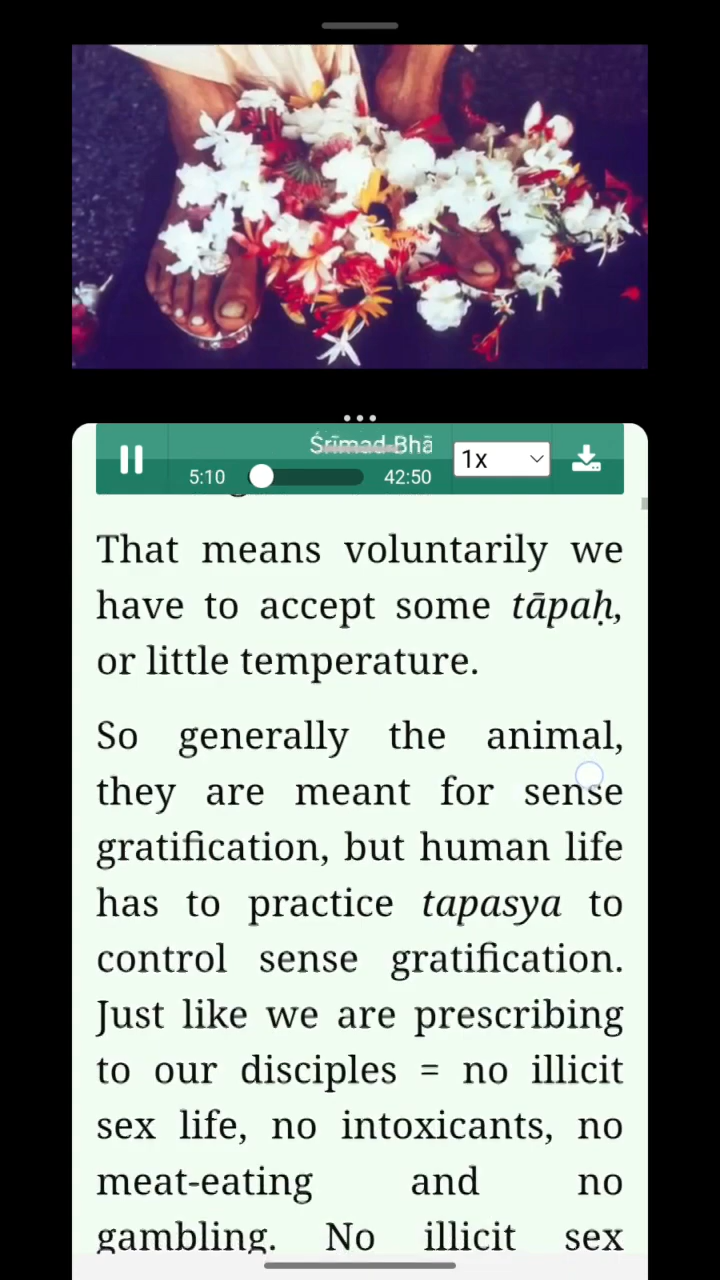 Śrīmad-Bhā
1x
5:10
42:50
That means voluntarily we
have to accept some tāpaḥ,
or little temperature.
So generally the animal,
they are meant for sense
gratification, but human life
has to practice tapasya to
control sense gratification.
Just like we are prescribing
to our disciples = no illicit
sex life, no intoxicants, no
meat-eating and no
gambling. No illicit sex